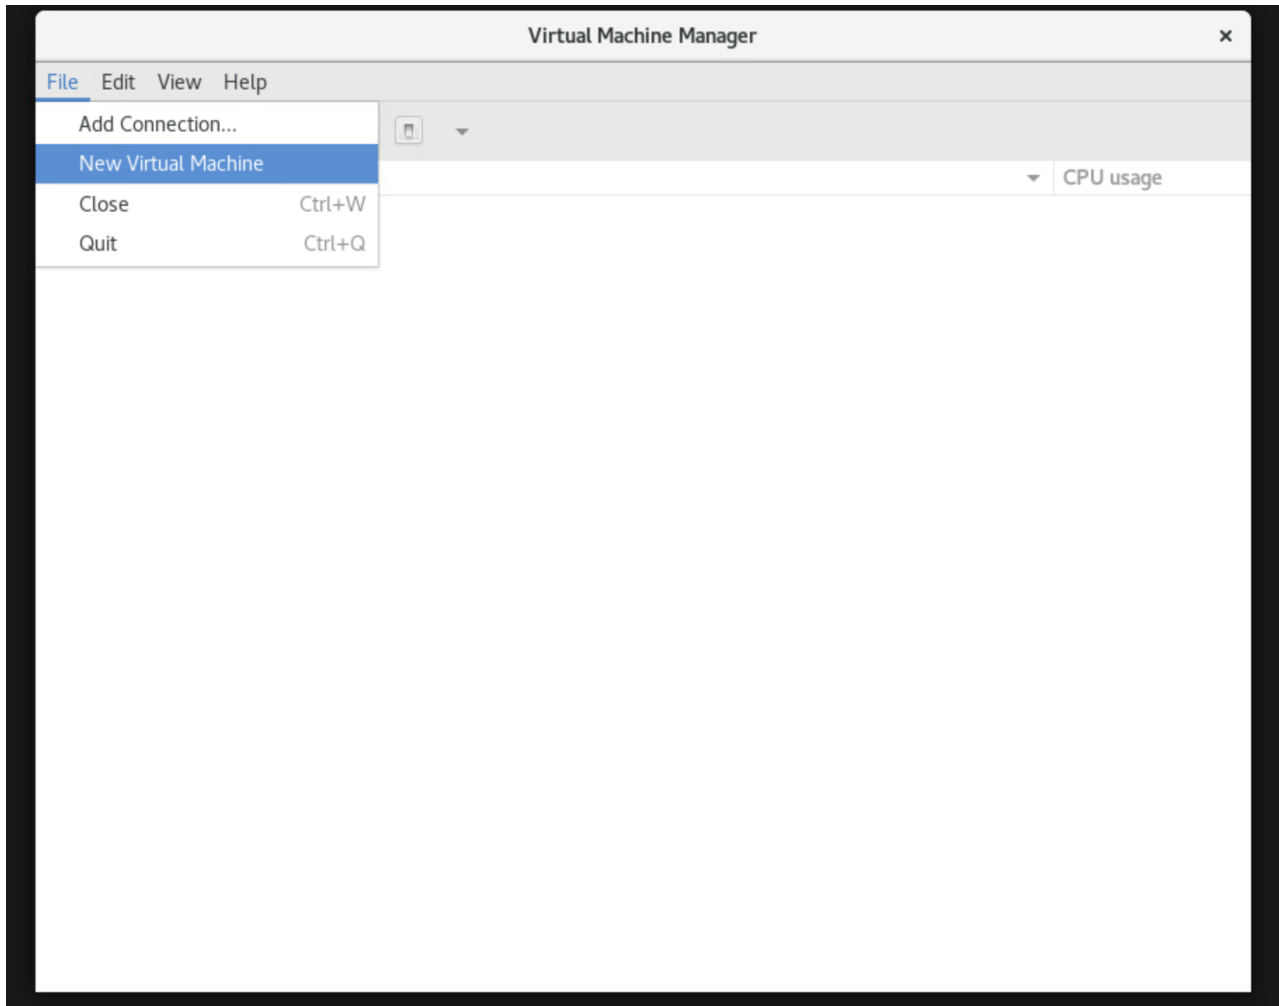 Virtual Machine Manager
File Edit View Help
Add Connection...
New Virtual Machine
CPU usage
Close Ctrl+W
Quit Ctrl+Q